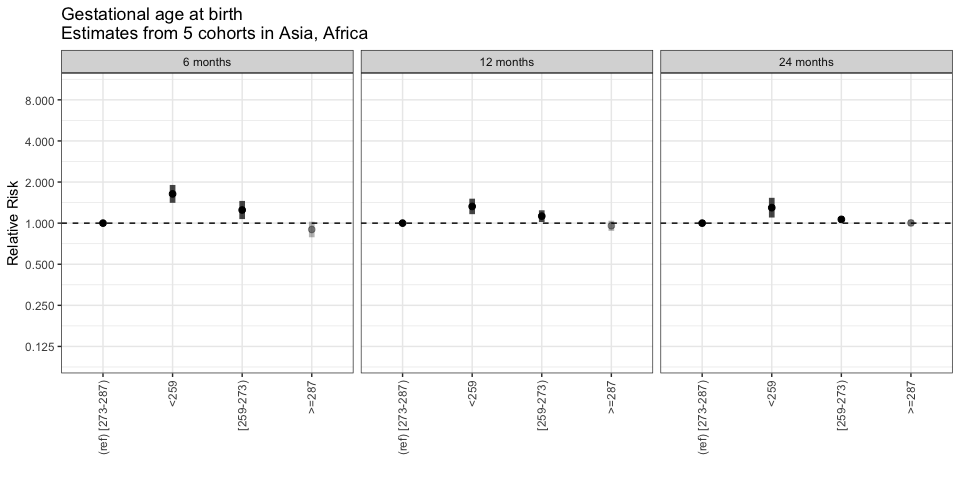 Gestational age at birth
Estimates from 5 cohorts in Asia, Africa
6 months
12 months
24 months
Relative Risk
8.000
4.000
2.000
1.000
0.500
0.250
0.125
(ref) [273-287)
<259
[259-273)
>=287
(ref) [273-287)
<259
[259-273)
>=287
(ref) [273-287)
<259
[259-273)
>=287